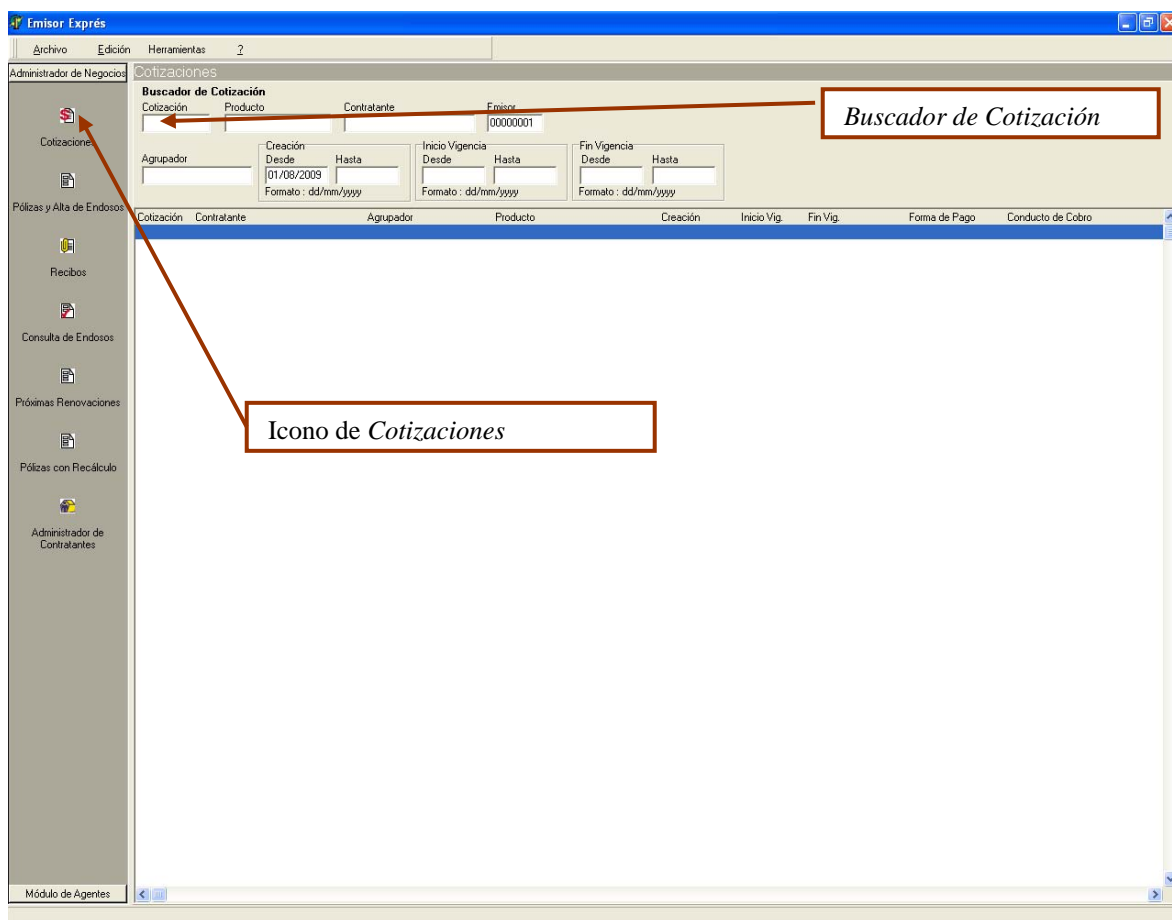 Emisor Exprés
Archivo Edición Herramientas ?
Administrador de Negocios
Cotizaciones
Buscador de Cotización
Cotización Producto Contratante Emisor
00000001
Buscador de Cotización
Agrupador
Creación
Desde Hasta
01/08/2009
Formato : dd/mm/yyyy
Inicio Vigencia
Desde Hasta
Formato : dd/mm/yyyy
Fin Vigencia
Desde Hasta
Formato : dd/mm/yyyy
Cotización Contratante Agrupador Producto Creación Inicio Vig. Fin Vig. Forma de Pago Conducto de Cobro
Cotizaciones
Pólizas y Alta de Endosos
Recibos
Consulta de Endosos
Próximas Renovaciones
Pólizas con Recálculo
Administrador de
Contratantes
Icono de Cotizaciones
Módulo de Agentes